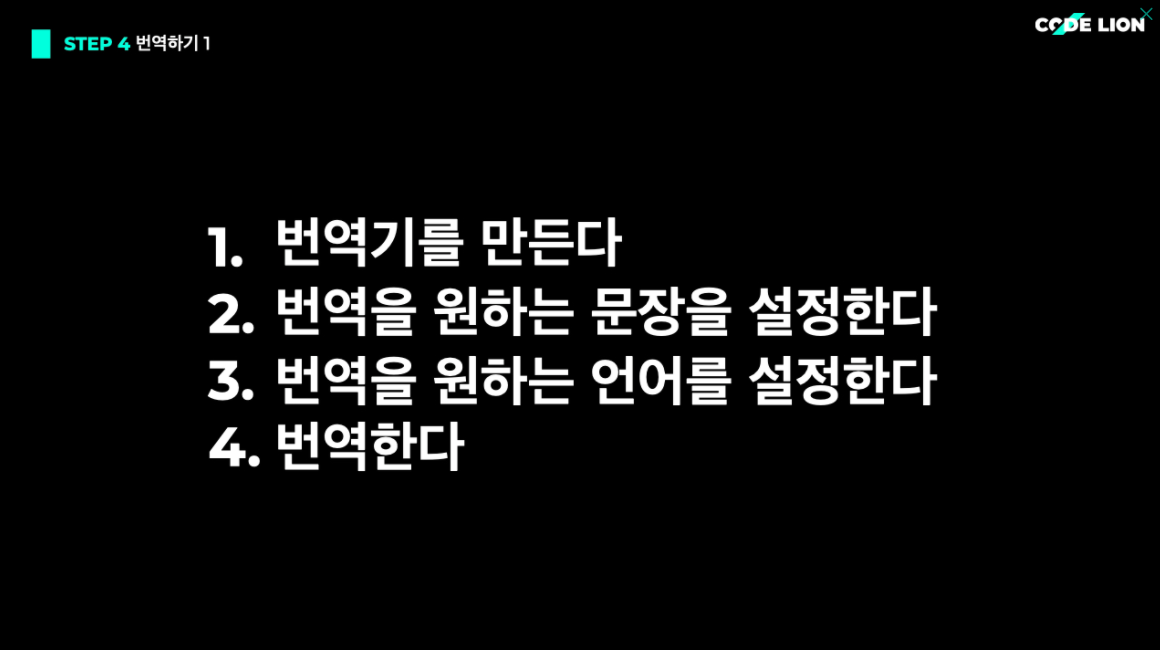 STEP 4 번역하기 1
CODE LION
1. 번역기를 만든다
2. 번역을 원하는 문장을 설정한다
3. 번역을 원하는 언어를 설정한다
4. 번역한다